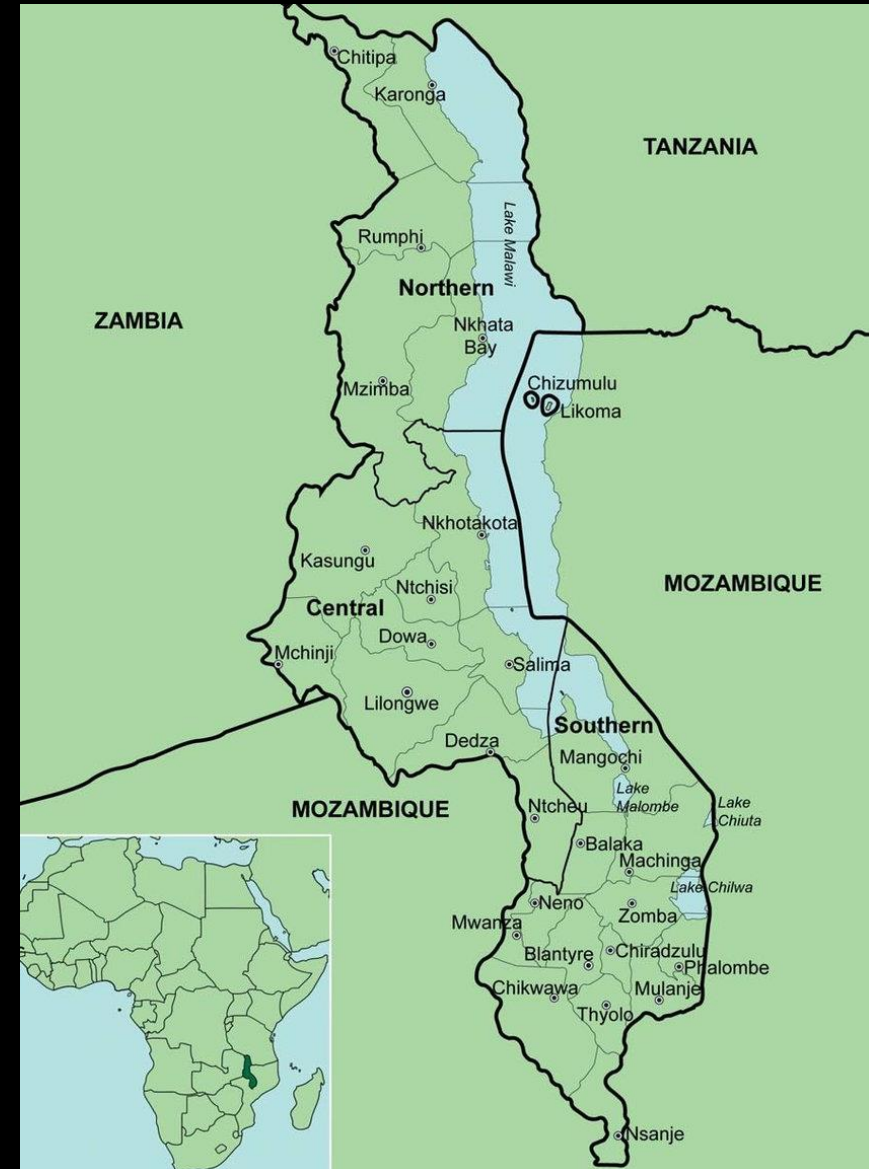 Chitipa
Karonga
TANZANIA
Lake Malawi
Rumphi
Northern
ZAMBIA
Nkhata
Bay
Mzimba
Chizumulu
Likoma
Nkhotakota
Kasungu
Ntchisi
MOZAMBIQUE
Central
Dowa
Mchinji
Salima
Lilongwe
Southern
Dedza
Mangochi
MOZAMBIQUE
Lake
Malombe
Ntcheu
Lake
Chiuta
Balaka
Machinga
Lake Chilwa
Neno
Zomba
Mwanza
Blantyre
Chiradzulu
Phalombe
Chikwawa
Mulanje
Thyolo
Nsanje